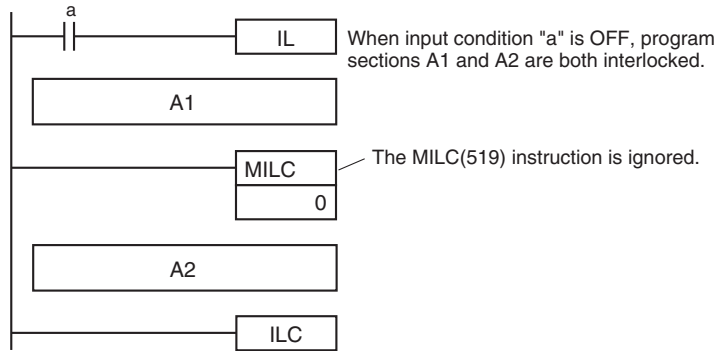 a
IL
When input condition "a" is OFF, program
sections A1 and A2 are both interlocked.
A1
MILC
The MILC(519) instruction is ignored.
0
A2
ILC